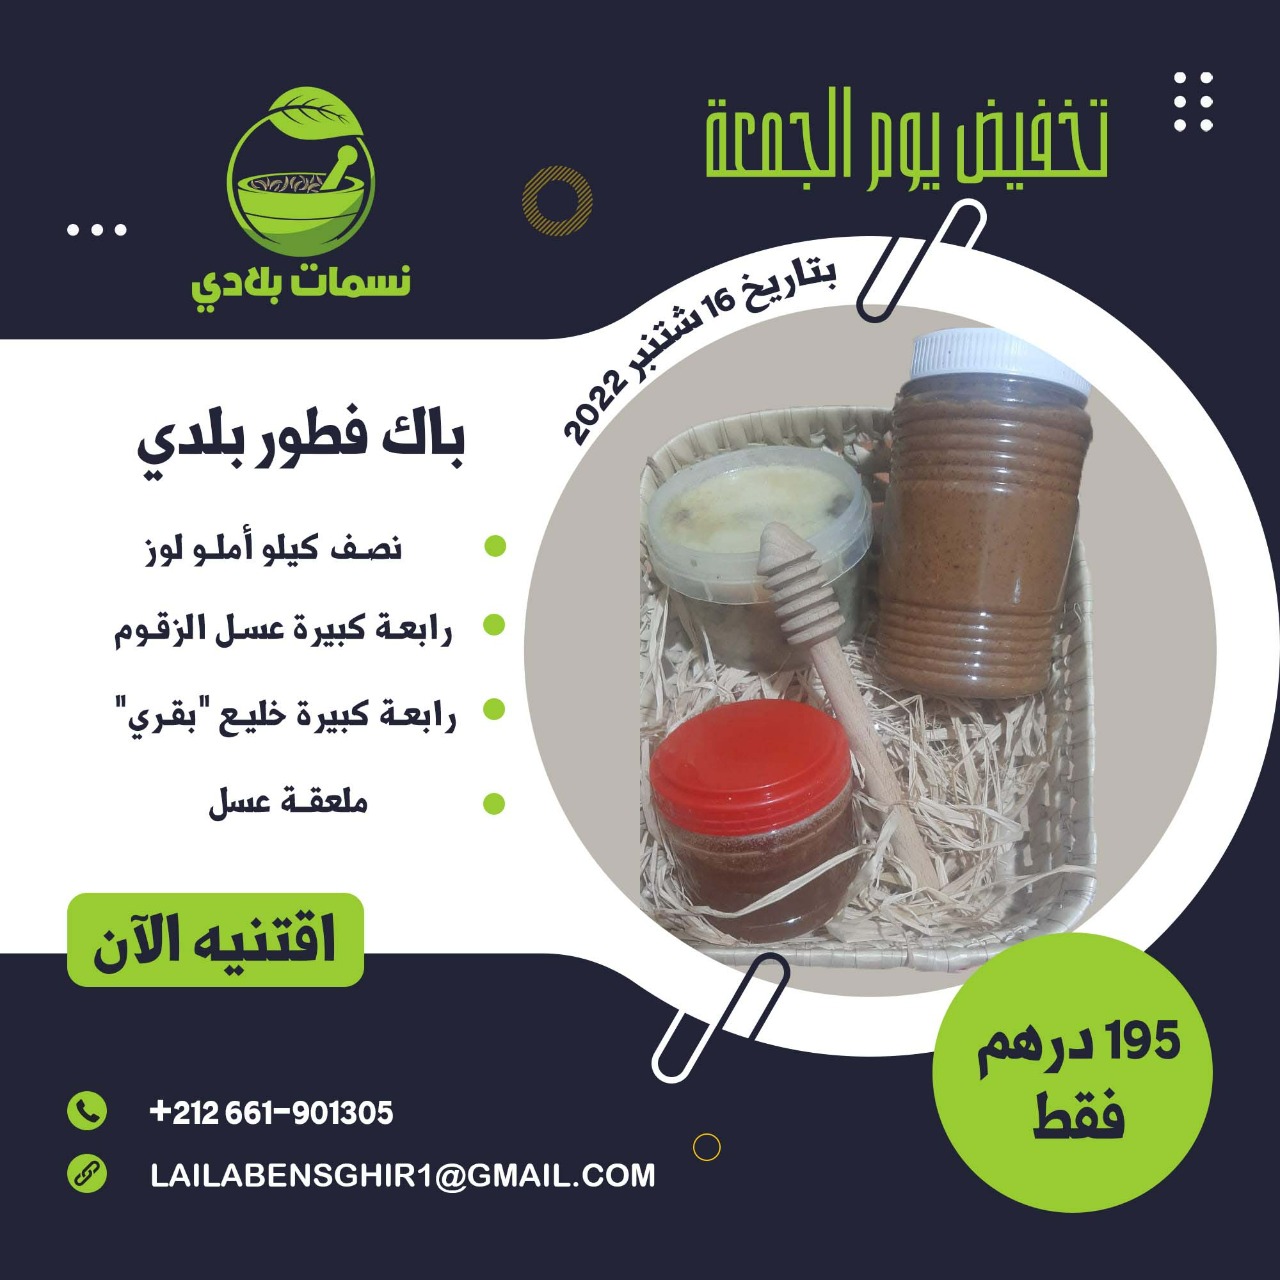 تخفيض يوم الجمعة
نسمات بلادي
بتاريخ 16 شتنبر 2022
باك فطور بلدي
نصف كيلو أملو لوز
رابعة كبيرة عسل الزقوم
رابعة كبيرة خليع "بقري"
ملعقة عسل
اقتنيه الآن
195 درهم
فقط
+212 661-901305
LAILABENSGHIR1@GMAIL.COM